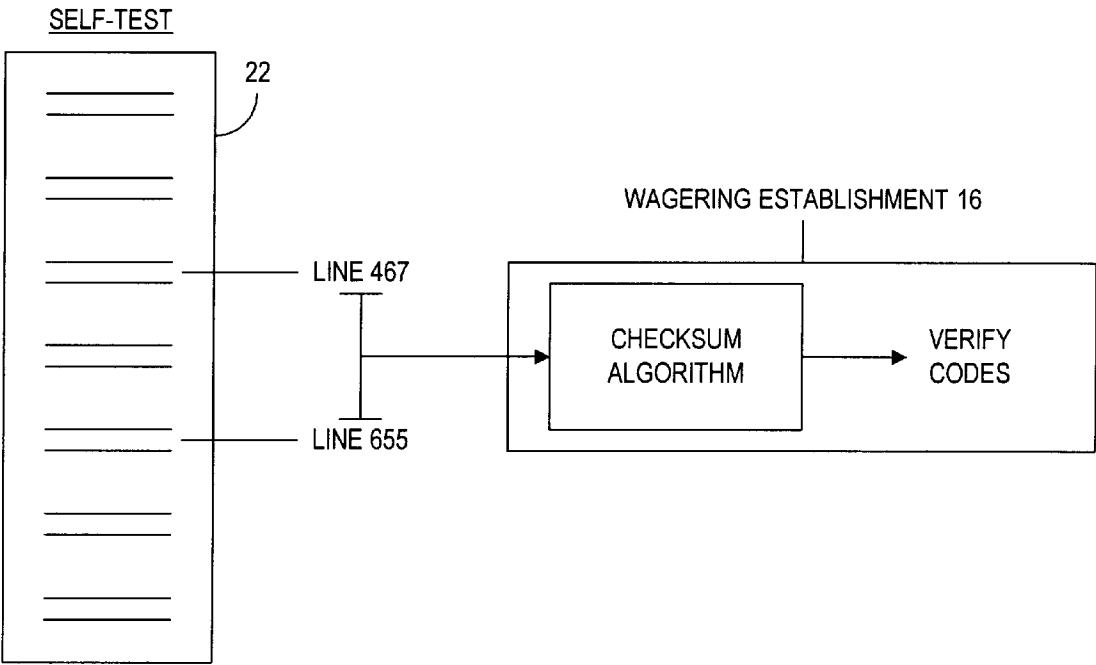 SELF-TEST
22
WAGERING ESTABLISHMENT 16
LINE 467
CHECKSUM
ALGORITHM
VERIFY
CODES
LINE 655